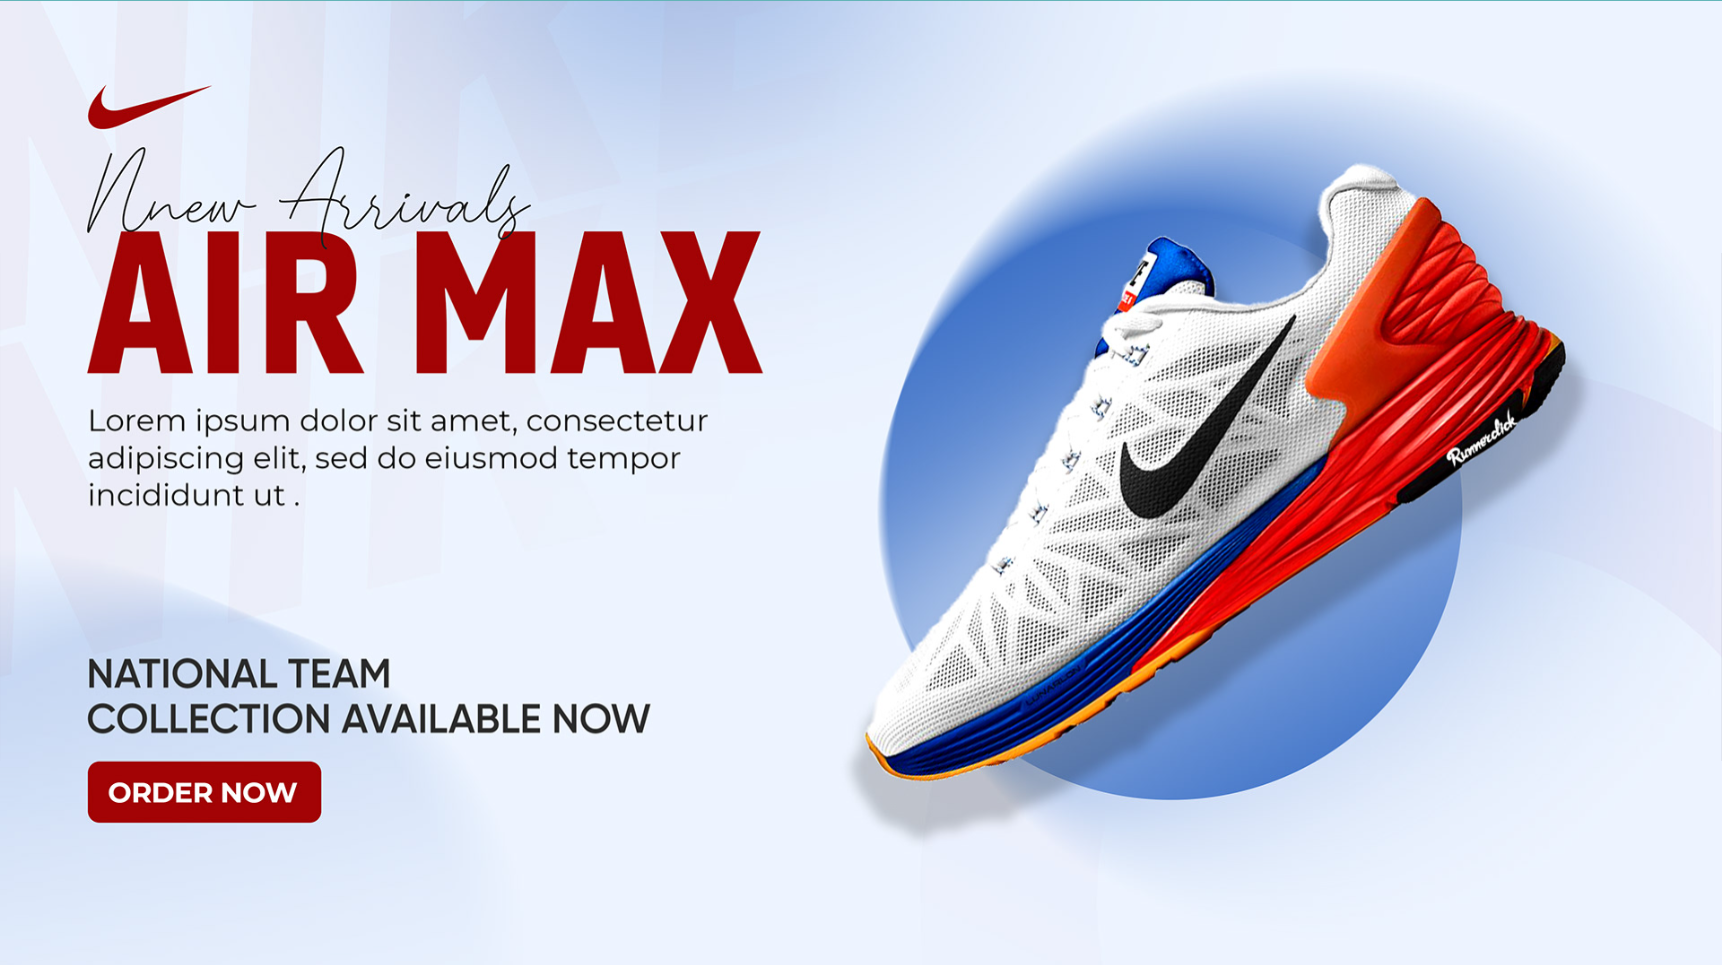 Nnew Arrivals
AIR MAX
Lorem ipsum dolor sit amet, consectetur
adipiscing elit, sed do eiusmod tempor
incididunt ut .
NATIONAL TEAM
COLLECTION AVAILABLE NOW
ORDER NOW
LUNARLON